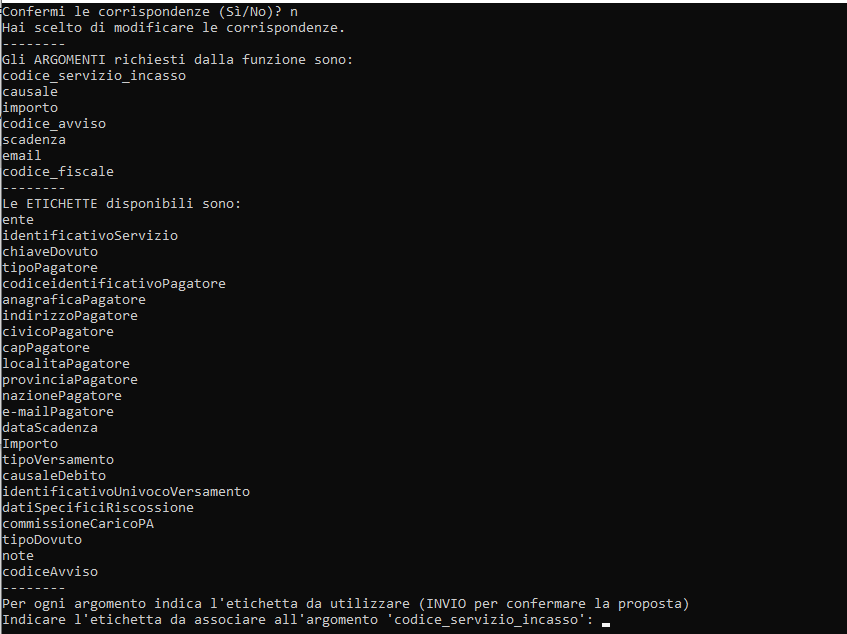 Confermi le corrispondenze (Sì/No)? n
Hai scelto di modificare le corrispondenze.
--------
Gli ARGOMENTI richiesti dalla funzione sono:
codice_servizio_incasso
causale
importo
codice_avviso
scadenza
email
codice_fiscale
--------
Le ETICHETTE disponibili sono:
ente
identificativoServizio
chiaveDovuto
tipoPagatore
codiceidentificativoPagatore
anagraficaPagatore
indirizzoPagatore
civicoPagatore
capPagatore
localitaPagatore
provinciaPagatore
nazionePagatore
e-mailPagatore
dataScadenza
Importo
tipoVersamento
causaleDebito
identificativoUnivocoVersamento
datiSpecificiRiscossione
commissioneCaricoPA
tipoDovuto
note
codiceAvviso
--------
Per ogni argomento indica l'etichetta da utilizzare (INVIO per confermare la proposta)
Indicare l'etichetta da associare all'argomento 'codice_servizio_incasso':